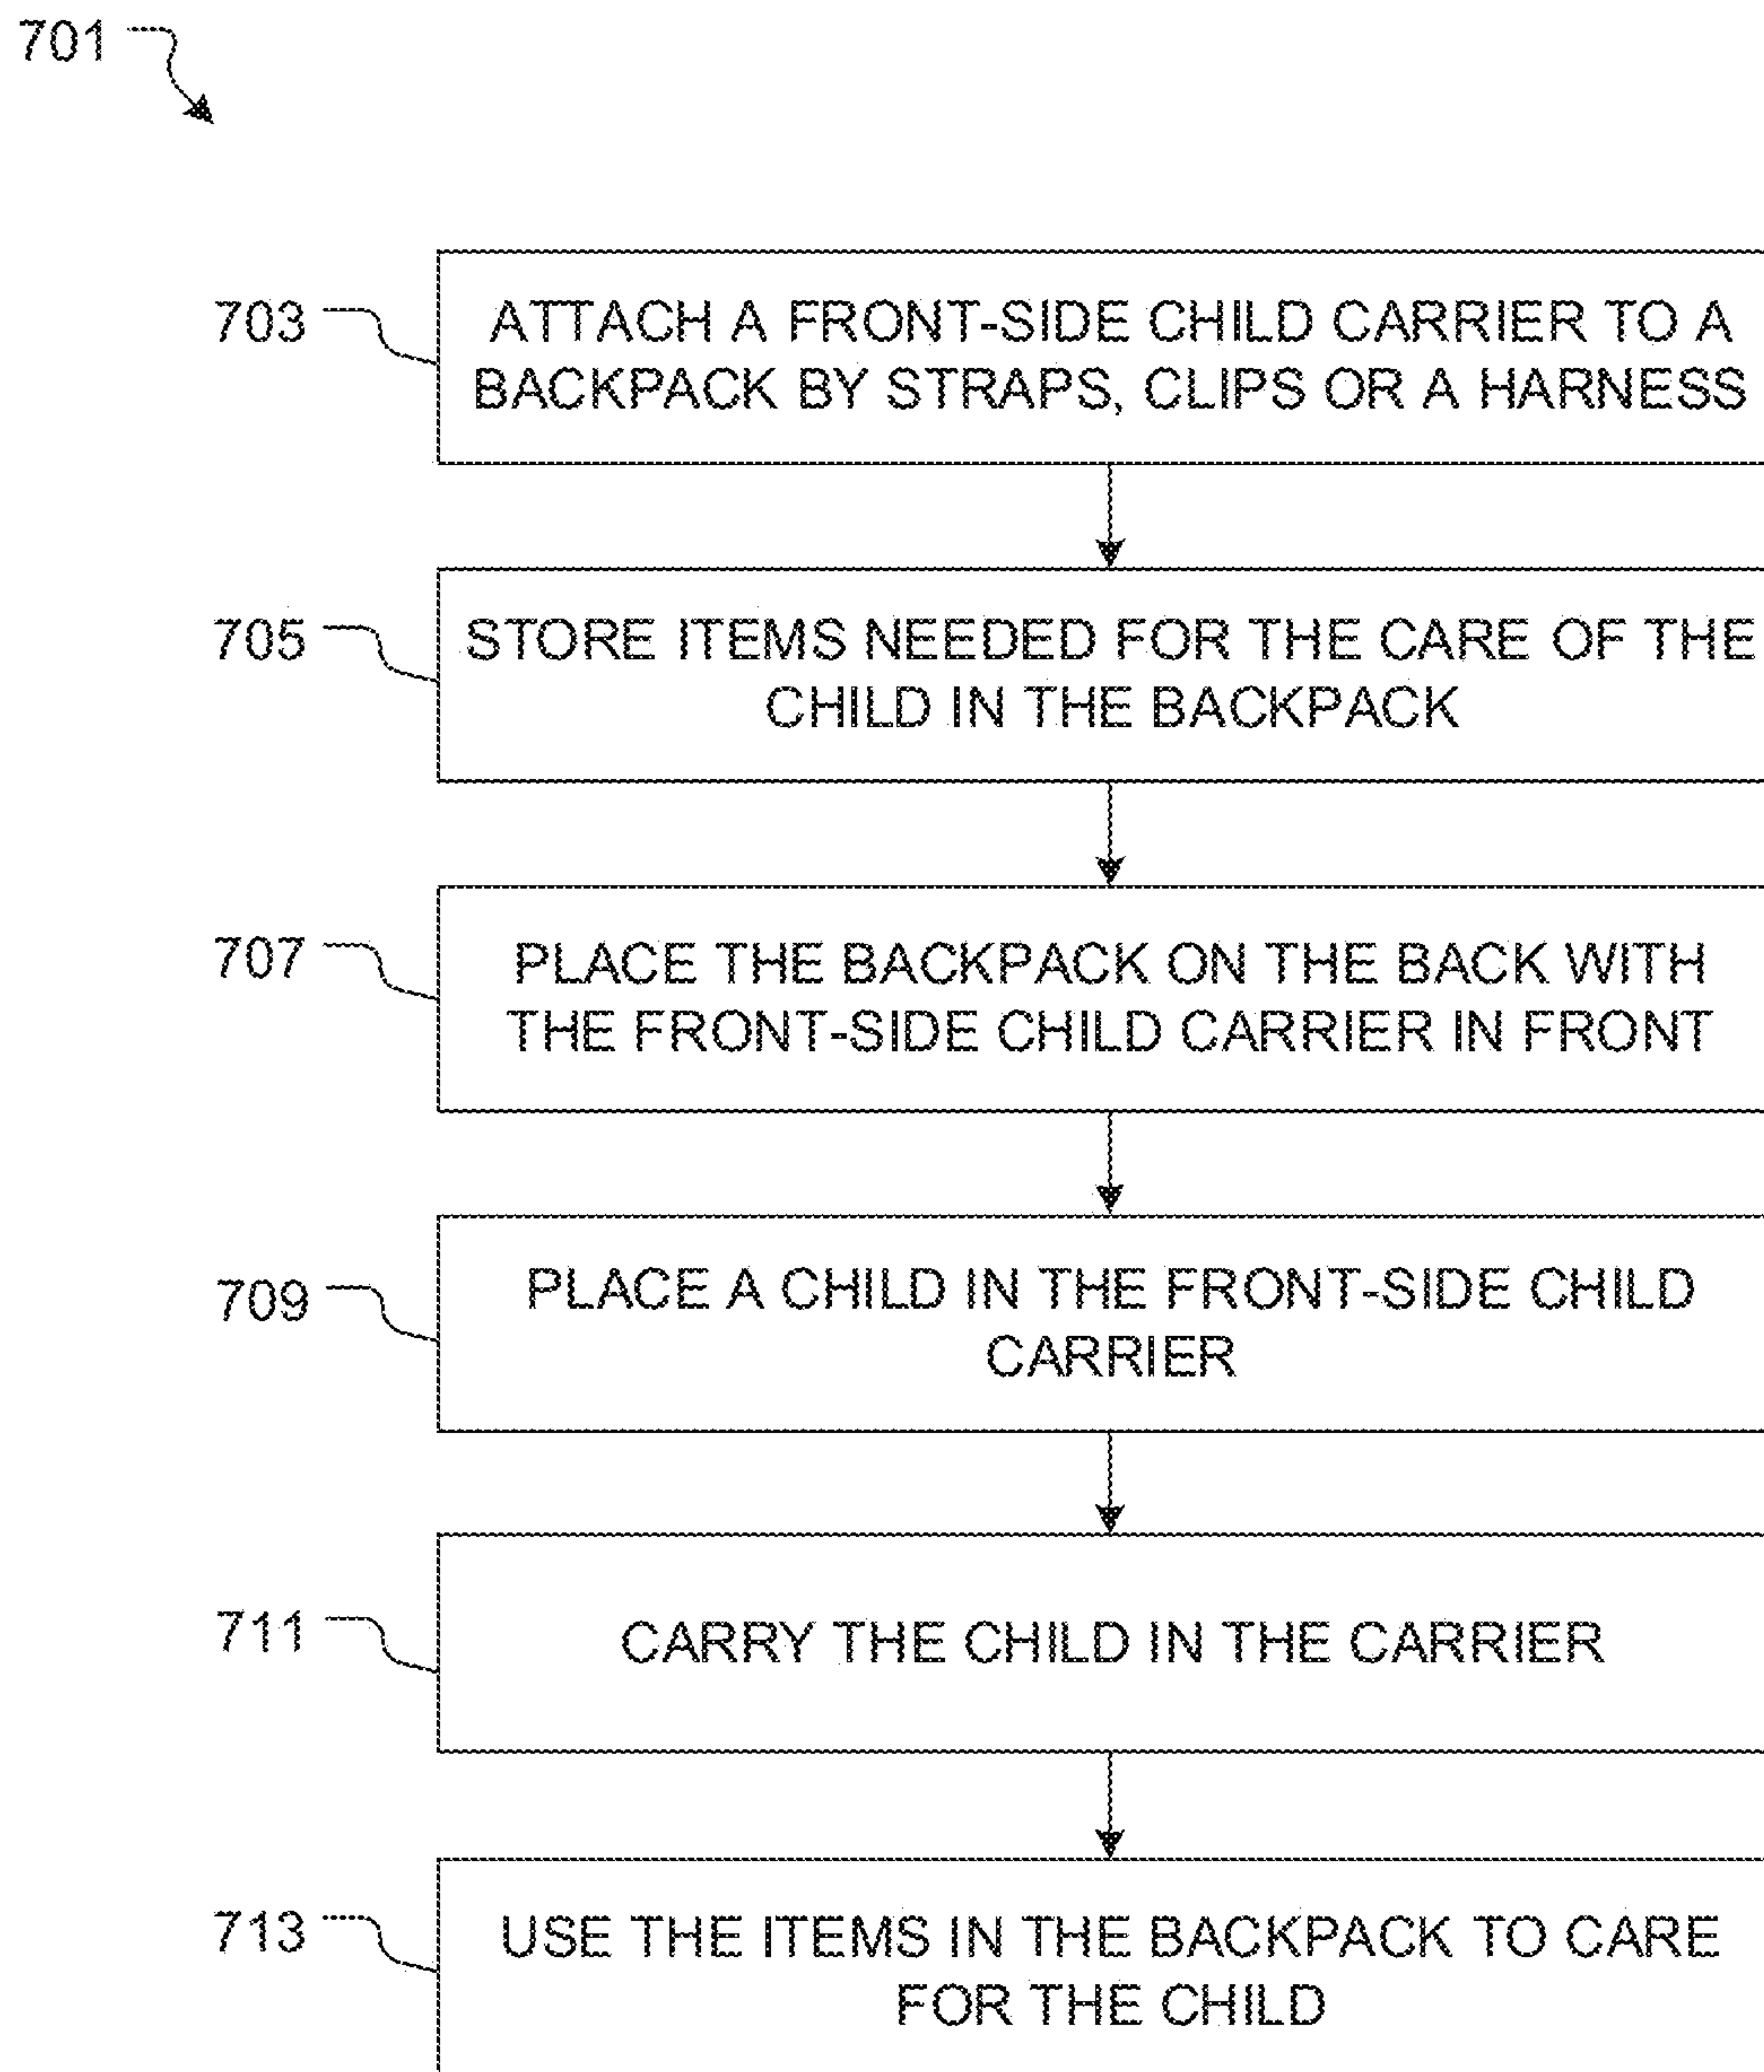 701
703
ATTACH A FRONT-SIDE CHILD CARRIER TO A
BACKPACK BY STRAPS, CLIPS OR A HARNESS
705
STORE ITEMS NEEDED FOR THE CARE OF THE
CHILD IN THE BACKPACK
707
PLACE THE BACKPACK ON THE BACK WITH
THE FRONT-SIDE CHILD CARRIER IN FRONT
709
PLACE A CHILD IN THE FRONT-SIDE CHILD
CARRIER
711
CARRY THE CHILD IN THE CARRIER
713
USE THE ITEMS IN THE BACKPACK TO CARE
FOR THE CHILD